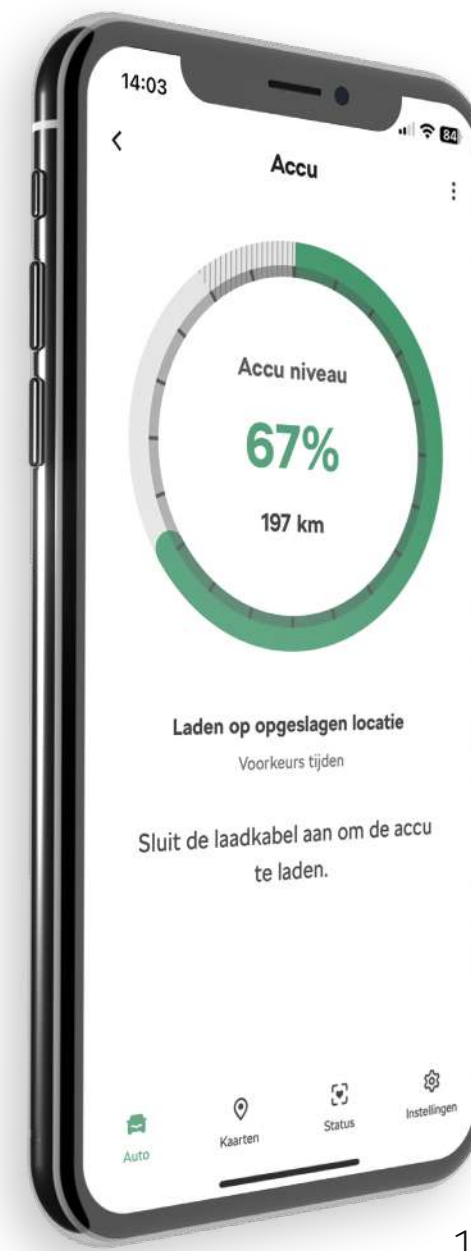 14:03
84
Accu
Accu niveau
67%
197 km
Laden op opgeslagen locatie
Voorkeurs tijden
Sluit de laadkabel aan om de accu
te laden.
Auto
Kaarten
Status
Instellingen
1